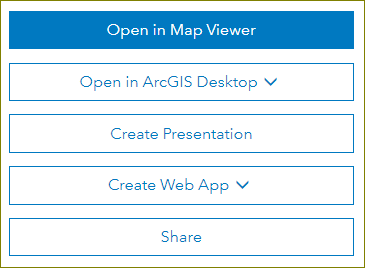 Open in Map Viewer
Open in ArcGIS Desktop
Create Presentation
Create Web App
Share